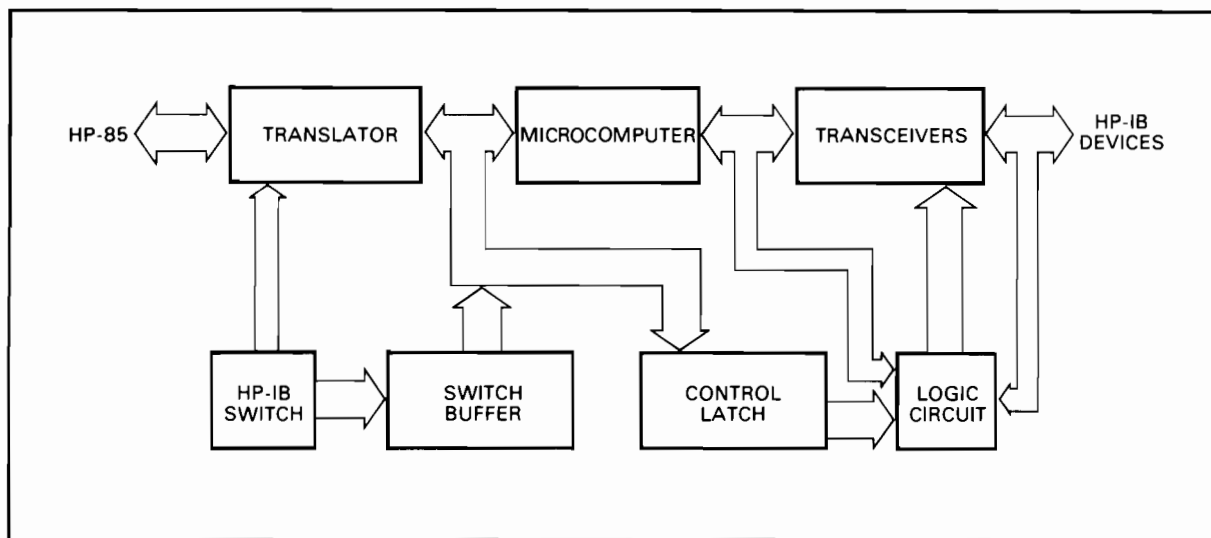 HP-85
TRANSLATOR
MICROCOMPUTER
TRANSCEIVERS
HP-IB
DEVICES
HP-IB
SWITCH
SWITCH
BUFFER
CONTROL
LATCH
LOGIC
CIRCUIT